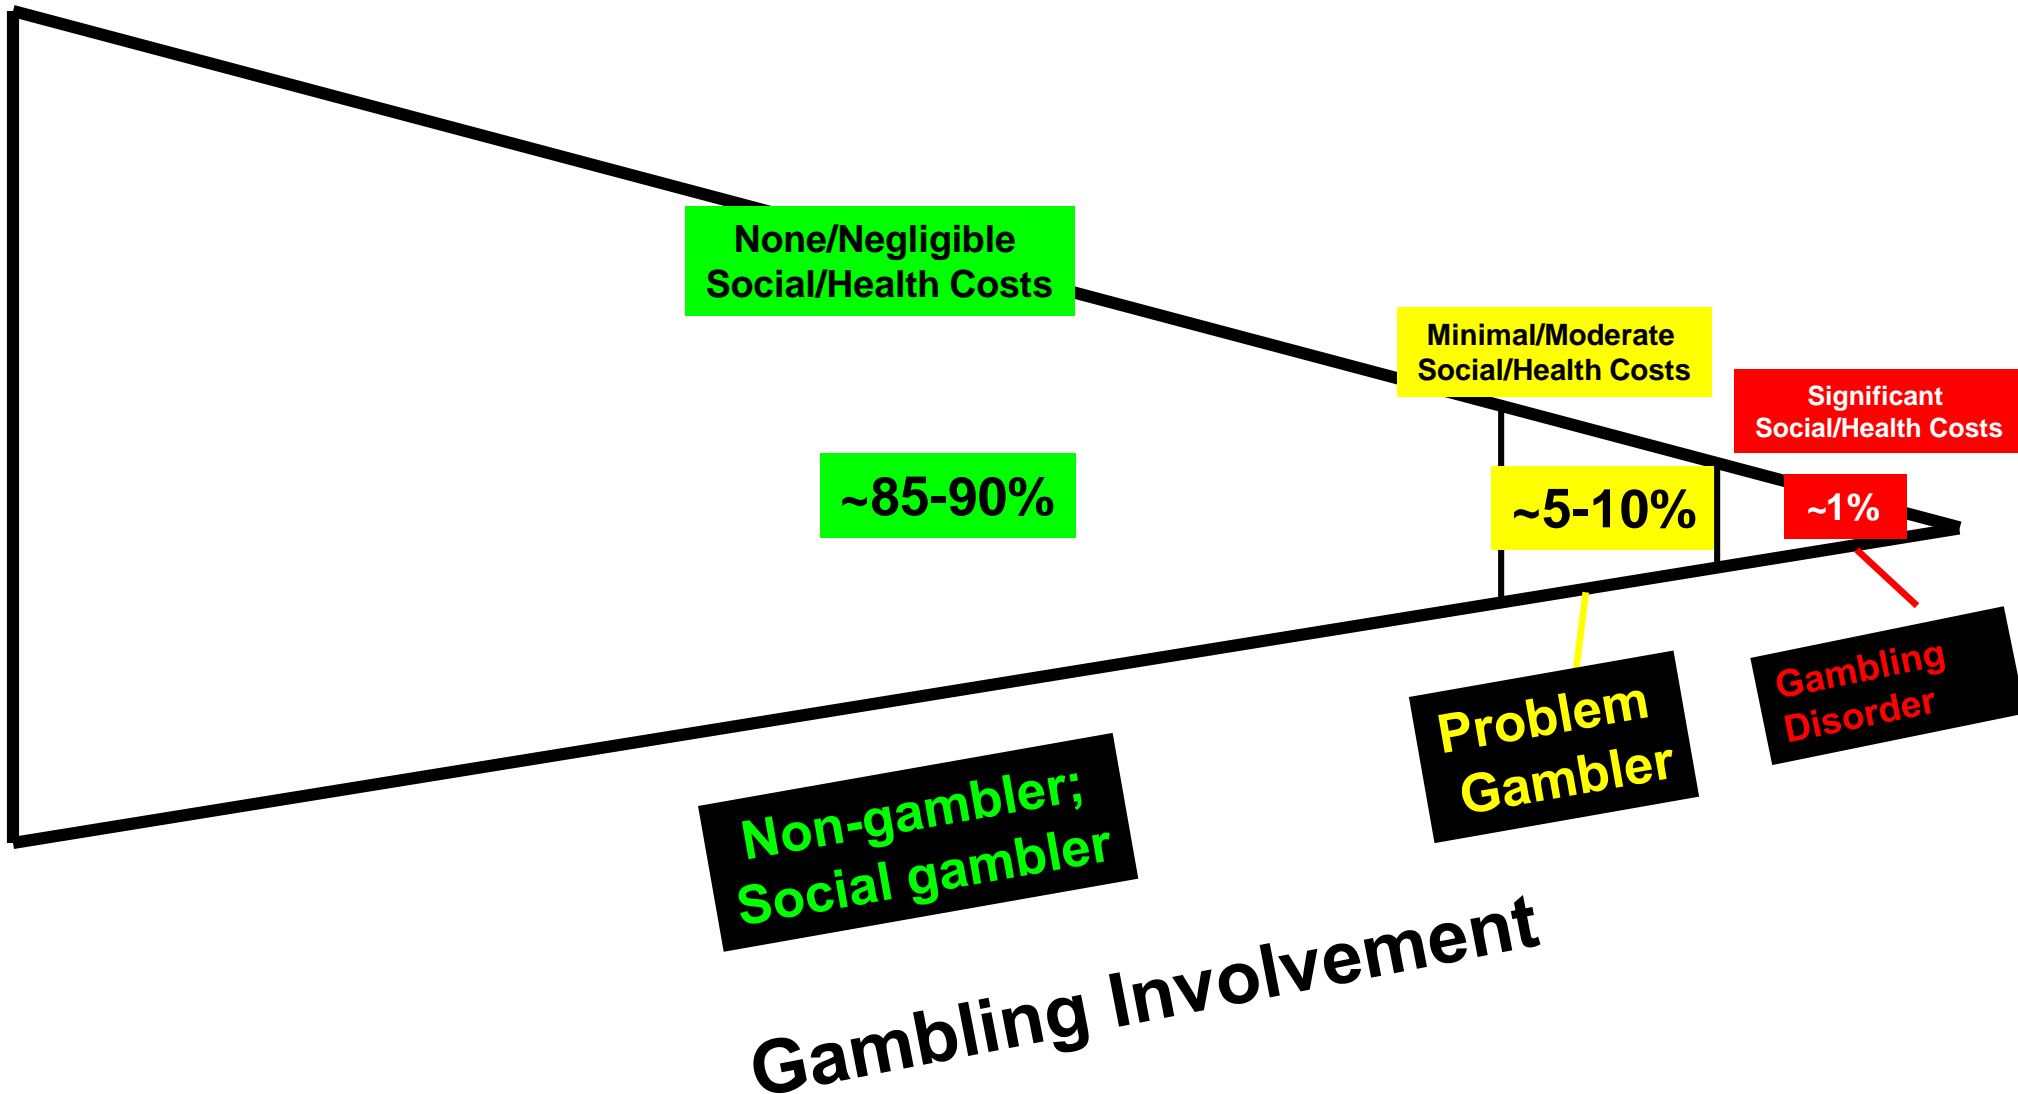 None/Negligible
Social/Health Costs
Minimal/Moderate
Social/Health Costs
Significant
Social/Health Costs
~85-90%
~5-10%
~1%
Non-gambler;
Social gambler
Problem
Gambler
Gambling
Disorder
Gambling Involvement